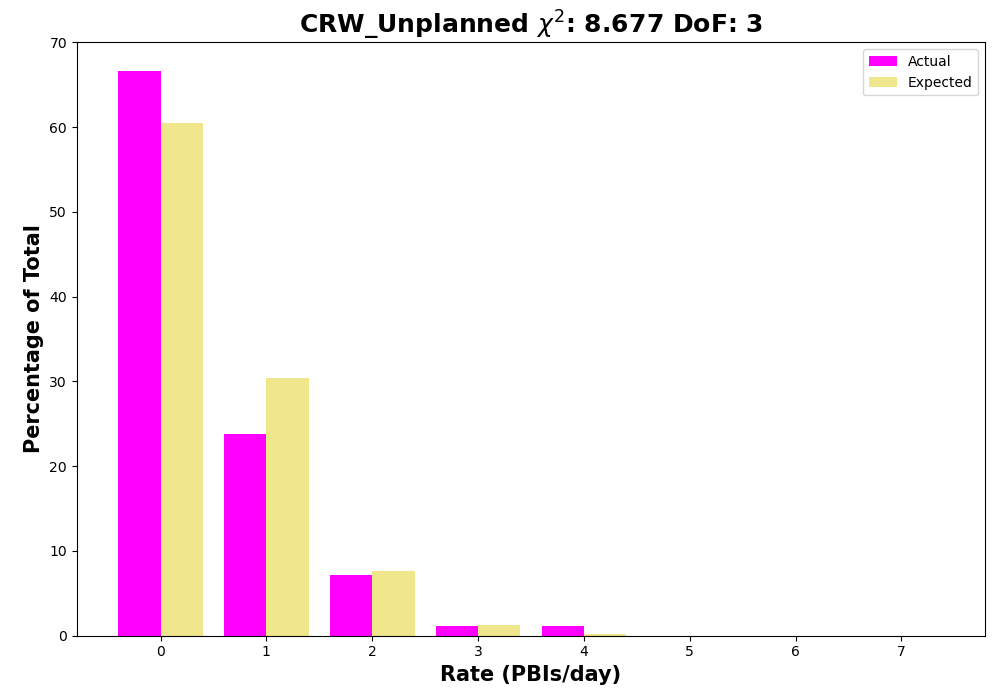 CRW_Unplanned χ²: 8.677 DoF: 3
70
60
50
40
30
20
10
0
Percentage of Total
Actual
Expected
0 1 2 3 4 5 6 7
Rate (PBIs/day)